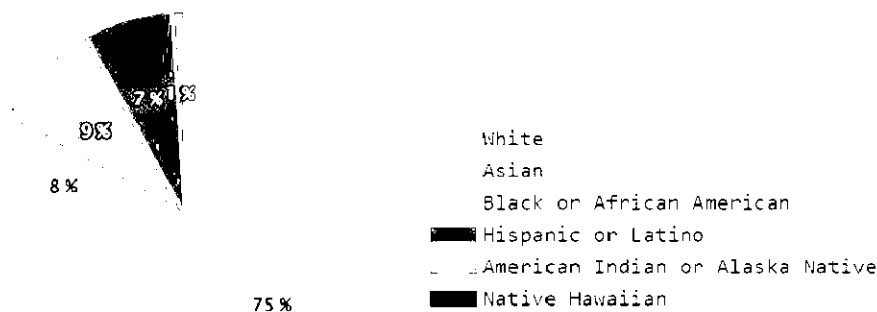 7%
1%
9%
8%
75%
White
Asian
Black or African American
Hispanic or Latino
American Indian or Alaska Native
Native Hawaiian